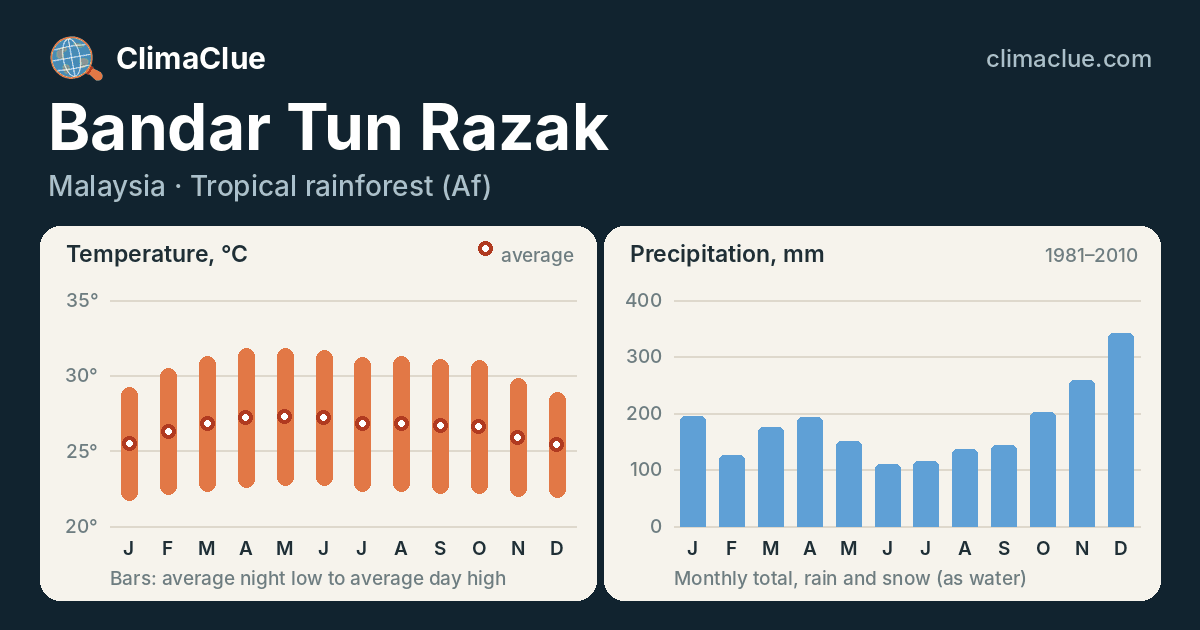 ClimaClue
climaclue.com
Bandar Tun Razak
Malaysia · Tropical rainforest (Af)
Temperature, °C
average
35°
30°
25°
20°
J F M A M J J A S O N D
Bars: average night low to average day high
Precipitation, mm
1981–2010
400
300
200
100
0
J F M A M J J A S O N D
Monthly total, rain and snow (as water)